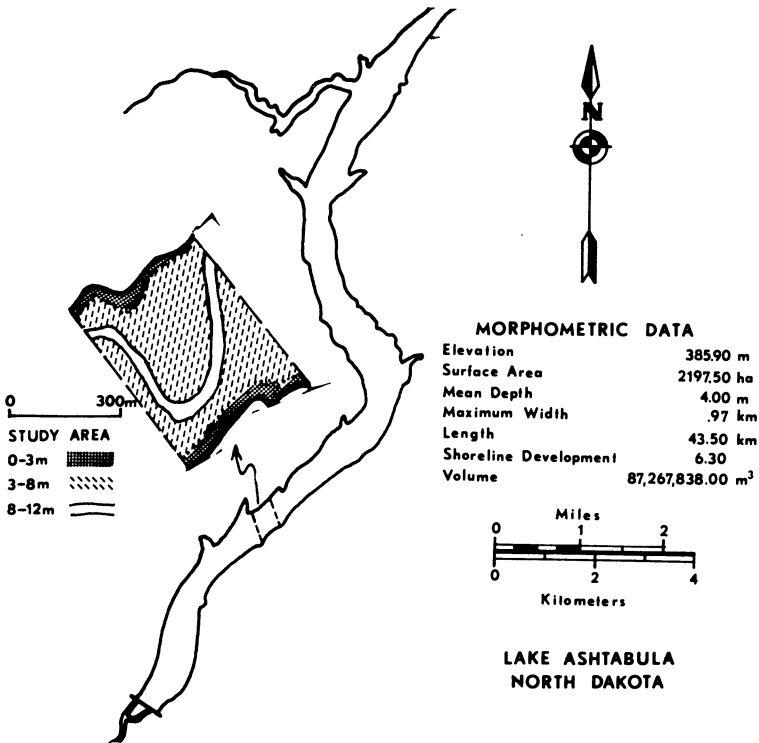 N
MORPHOMETRIC DATA
Elevation 385.90 m
Surface Area 2197.50 ha
Mean Depth 4.00 m
Maximum Width .97 km
Length 43.50 km
Shoreline Development 6.30
Volume 87,267,838.00 m³
0 300m
STUDY AREA
0-3m
3-8m
8-12m
Miles
0 1 2
0 2 4
Kilometers
LAKE ASHTABULA
NORTH DAKOTA